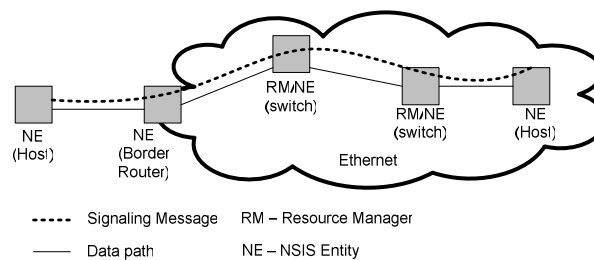 RM/NE
(switch)
NE
(Host)
NE
(Border
Router)
RM/NE
(switch)
NE
(Host)
Ethernet
Signaling Message
RM – Resource Manager
Data path
NE – NSIS Entity